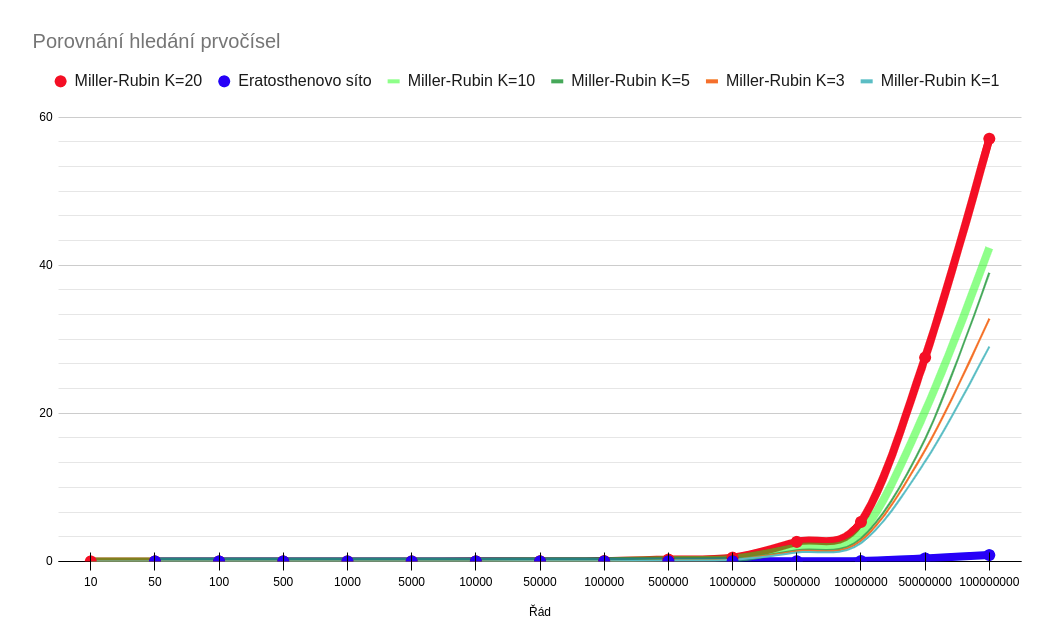 Porovnání hledání prvočísel
Miller-Rubin K=20 Eratosthenovo síto Miller-Rubin K=10 Miller-Rubin K=5 Miller-Rubin K=3 Miller-Rubin K=1
60
40
20
0
10 50 100 500 1000 5000 10000 50000 100000 500000 1000000 5000000 10000000 50000000 100000000
Řád